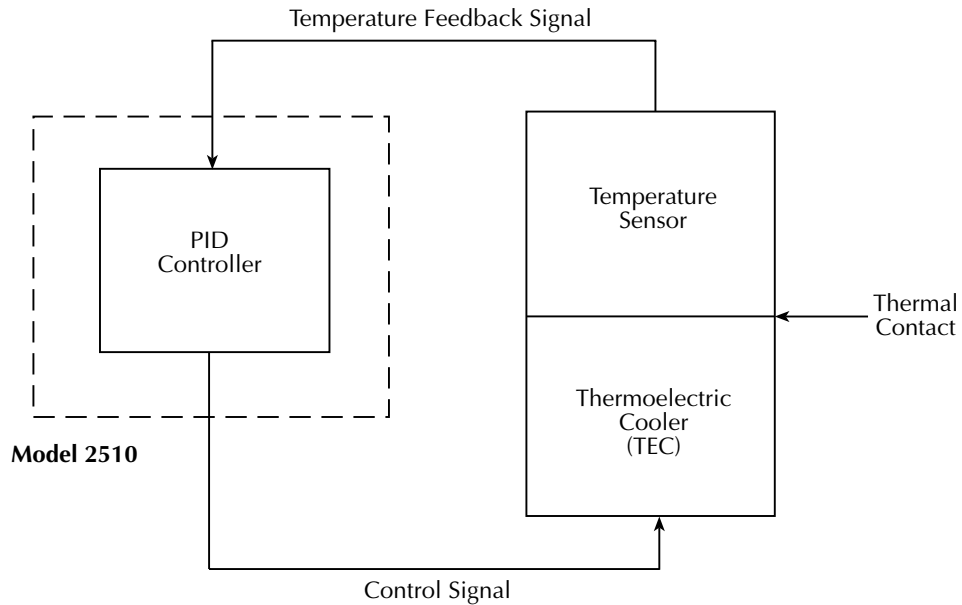 Temperature Feedback Signal
Temperature
Sensor
PID
Controller
Thermal
Contact
Thermoelectric
Cooler
(TEC)
Model 2510
Control Signal